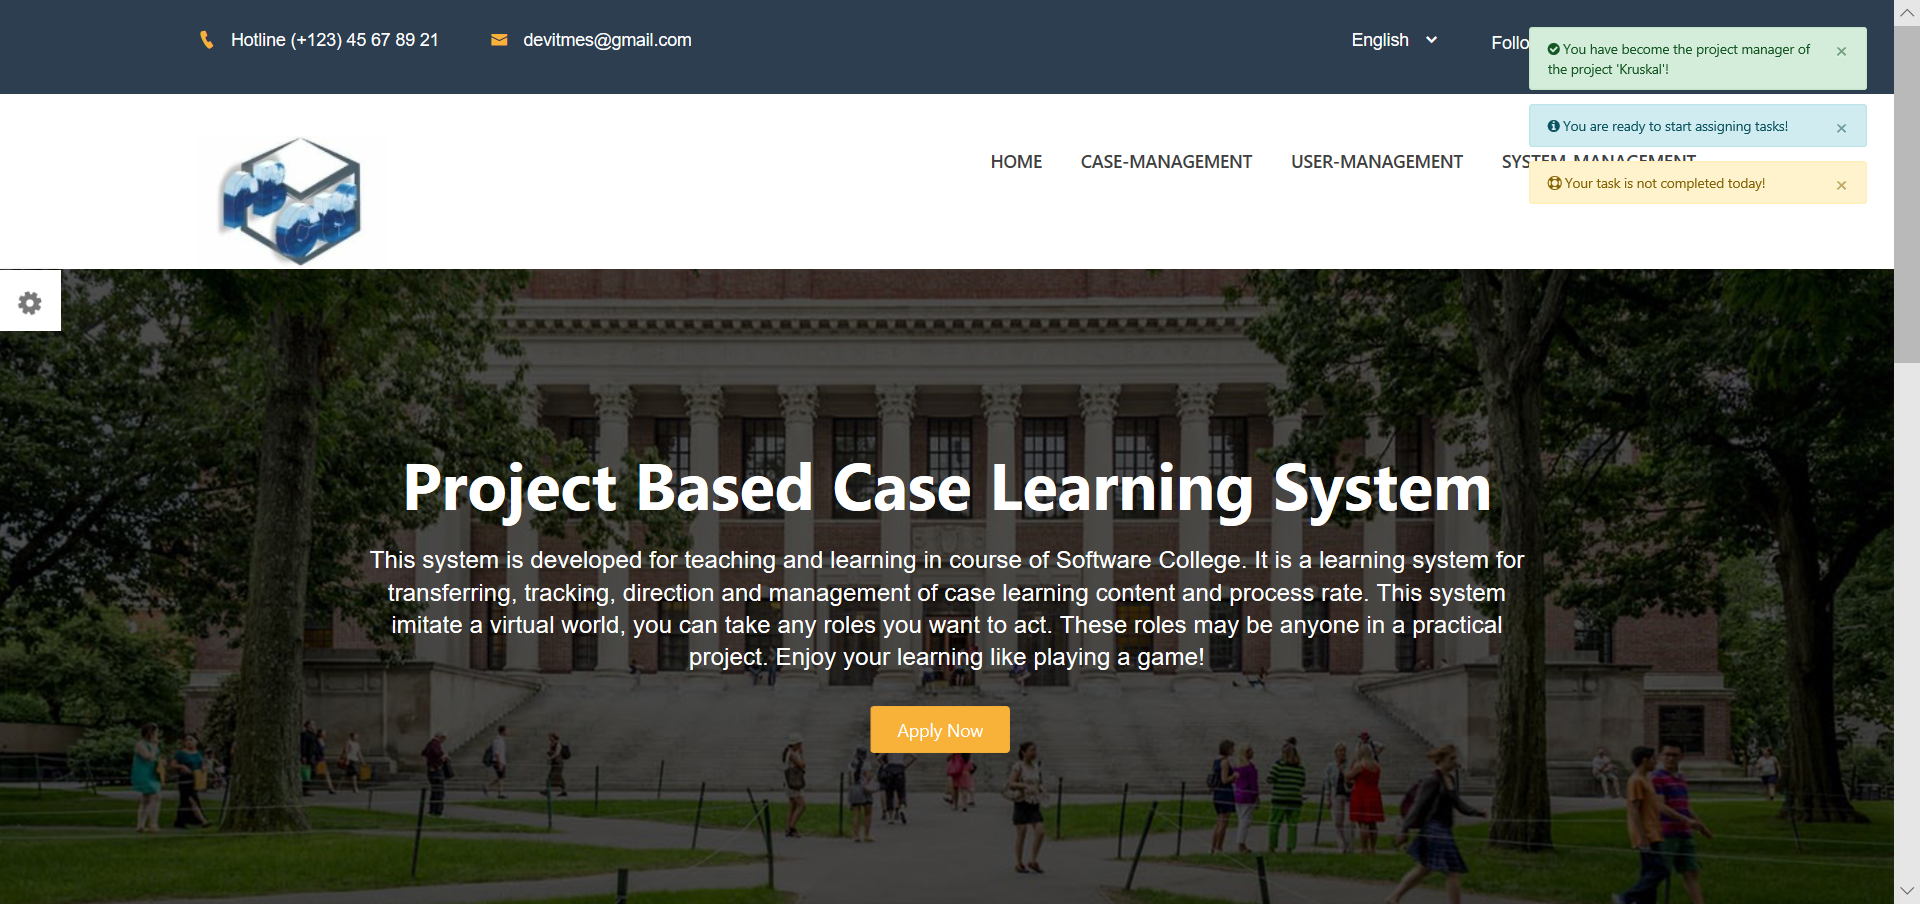 Hotline (+123) 45 67 89 21
devitmes@gmail.com
English
Follo
You have become the project manager of
the project 'Kruskal'!
You are ready to start assigning tasks!
HOME
CASE-MANAGEMENT
USER-MANAGEMENT
SYSTEM-MANAGEMENT
Your task is not completed today!
Project Based Case Learning System
This system is developed for teaching and learning in course of Software College. It is a learning system for
transferring, tracking, direction and management of case learning content and process rate. This system
imitate a virtual world, you can take any roles you want to act. These roles may be anyone in a practical
project. Enjoy your learning like playing a game!
Apply Now